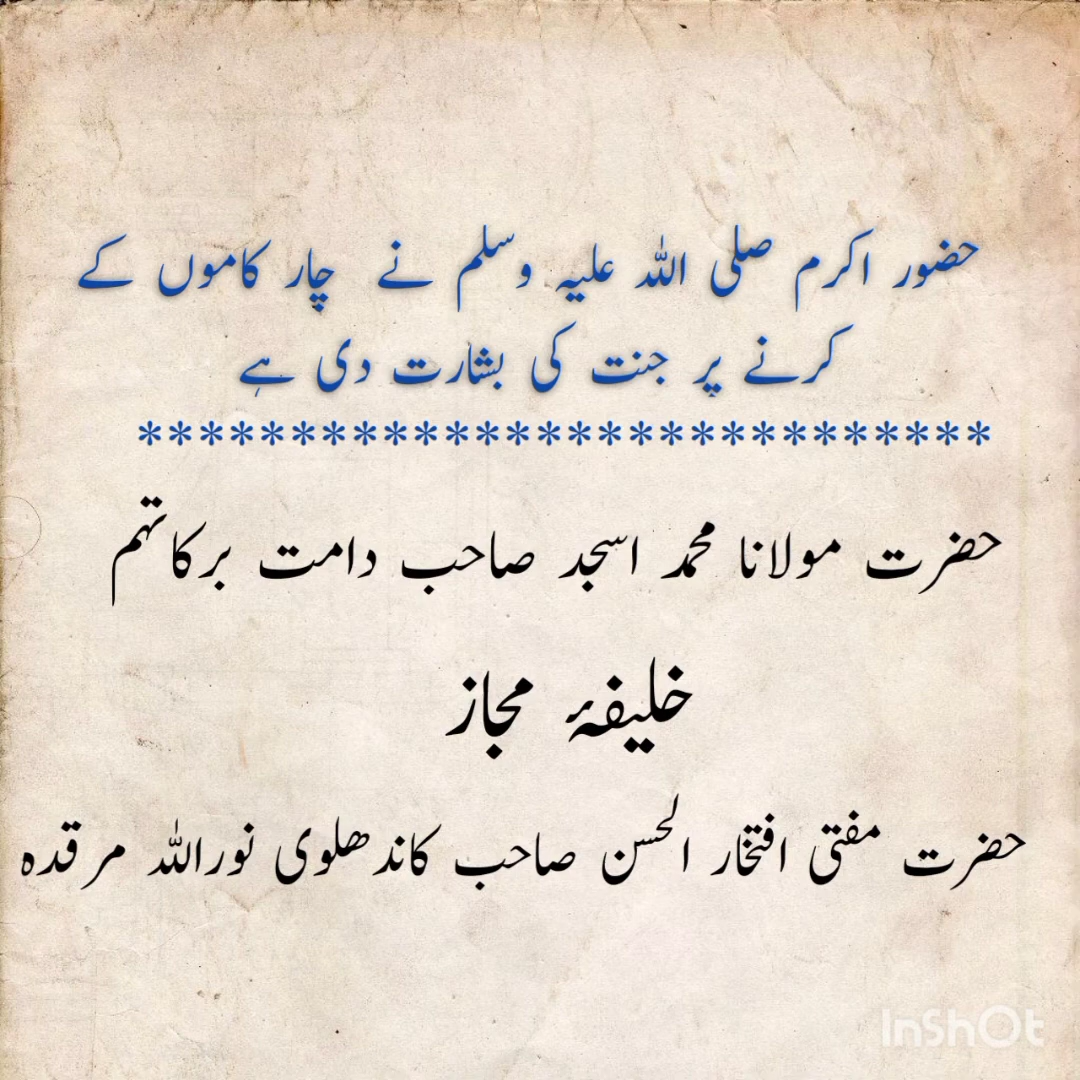 حضور اکرم صلی اللہ علیہ وسلم نے چار کاموں کے
کرنے پر جنت کی بشارت دی ہے
****************************
حضرت مولانا محمد اسجد صاحب دامت برکاتہم
خلیفۂ مجاز
حضرت مفتی افتخار الحسن صاحب کاندھلوی نوراللہ مرقدہ
InShOt